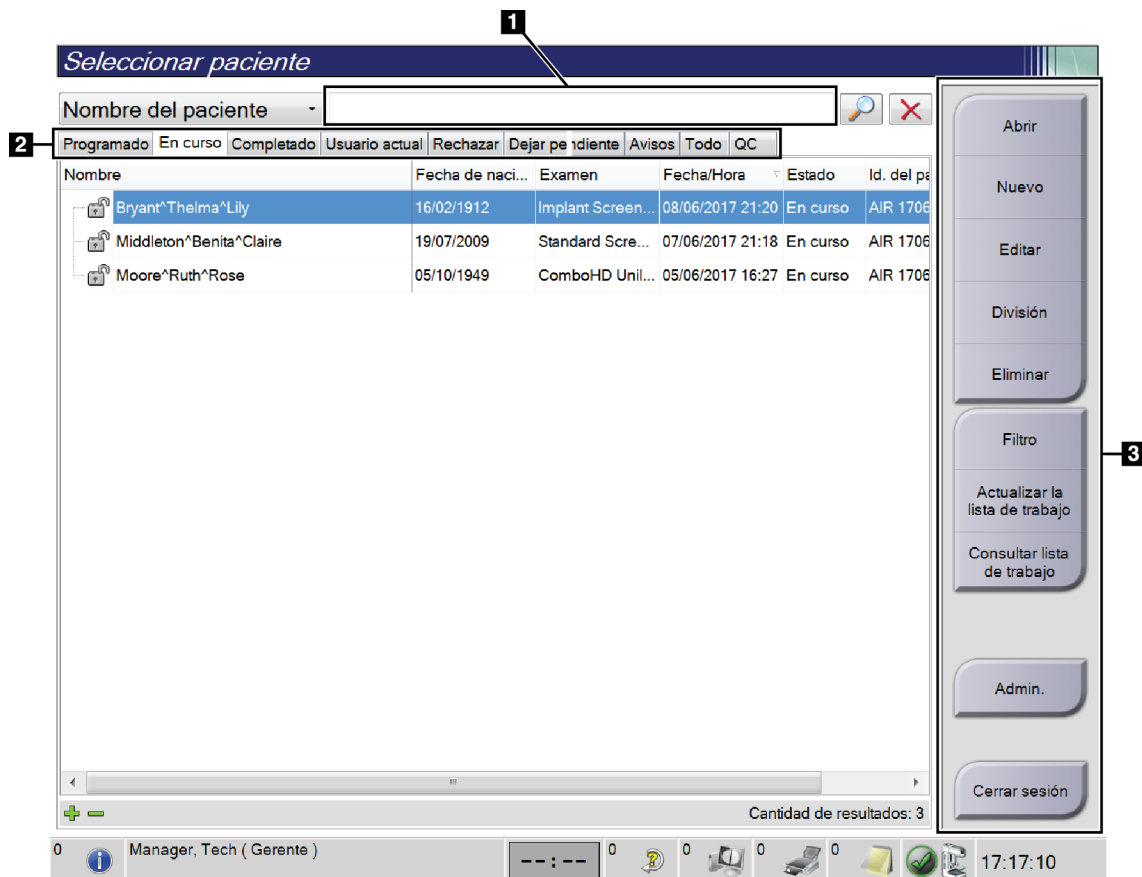 1
Seleccionar paciente
Nombre del paciente
2
Programado En curso Completado Usuario actual Rechazar Dejar pendiente Avisos Todo QC
Nombre Fecha de naci... Examen Fecha/Hora Estado Id. del pa
Bryant^Thelma^Lily 16/02/1912 Implant Screen... 08/06/2017 21:20 En curso AIR 1706
Middleton^Benita^Claire 19/07/2009 Standard Scre... 07/06/2017 21:18 En curso AIR 1706
Moore^Ruth^Rose 05/10/1949 ComboHD Unil... 05/06/2017 16:27 En curso AIR 1706
Abrir
Nuevo
Editar
División
Eliminar
Filtro
3
Actualizar la
lista de trabajo
Consultar lista
de trabajo
Admin.
Cerrar sesión
Cantidad de resultados: 3
0 Manager, Tech ( Gerente ) --:-- 0 0 0 0 17:17:10